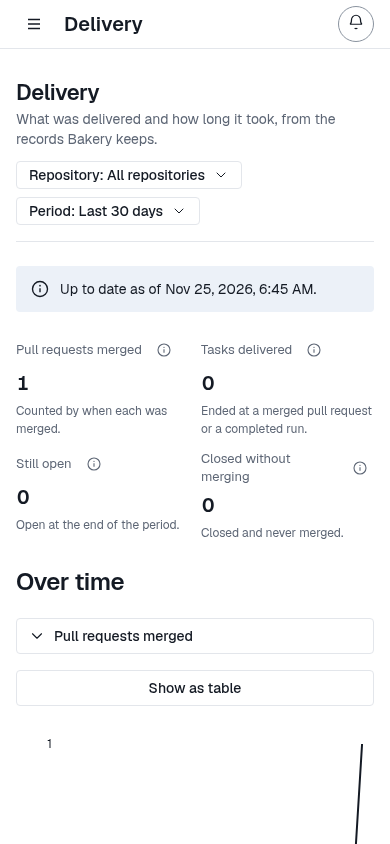 Delivery
Delivery
What was delivered and how long it took, from the
records Bakery keeps.
Repository: All repositories
Period: Last 30 days
Up to date as of Nov 25, 2026, 6:45 AM.
Pull requests merged
1
Counted by when each was
merged.
Tasks delivered
0
Ended at a merged pull request
or a completed run.
Still open
0
Open at the end of the period.
Closed without
merging
0
Closed and never merged.
Over time
Pull requests merged
Show as table
1